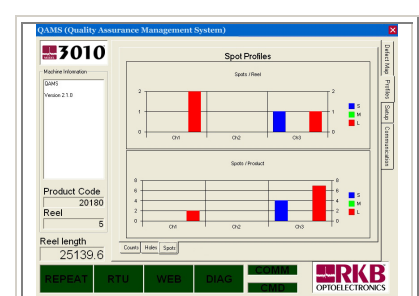 QAMS (Quality Assurance Management System)
3010
Machine Information
QAMS
Version 2.1.0
Product Code
20180
Reel
5
Reel length
25139.6
Spot Profiles
Spots / Reel
2
1
0
2
1
0
Ch1
Ch2
Ch3
S
M
L
Spots / Product
8
6
4
2
0
8
6
4
2
0
Ch1
Ch2
Ch3
S
M
L
Counts
Holes
Spots
Defect Map
Profiles
Setup
Communication
REPEAT
RTU
WEB
DIAG
COMM
CMD
RKB
OPTOELECTRONICS